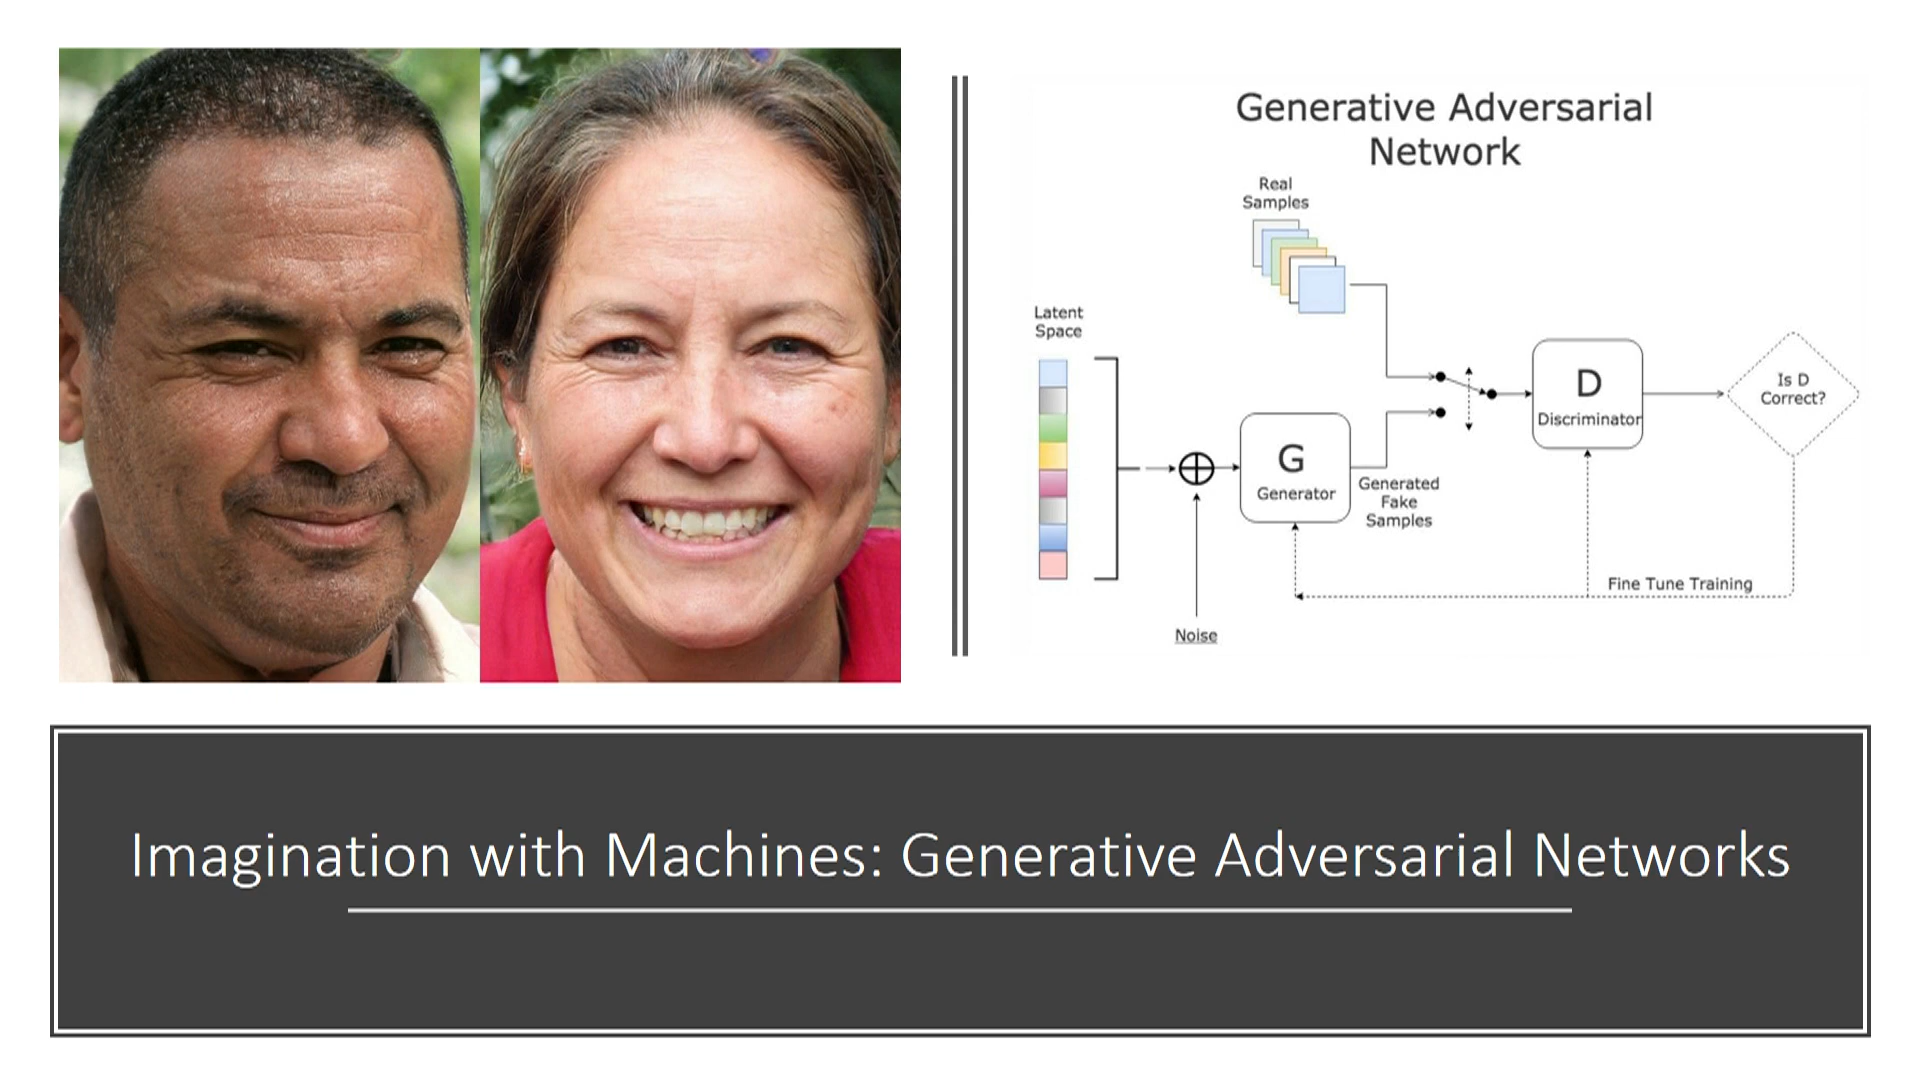 Generative Adversarial
Network
Real
Samples
Latent
Space
Is D
Correct?
D
Discriminator
G
Generator
Generated
Fake
Samples
Fine Tune Training
Noise
Imagination with Machines: Generative Adversarial Networks